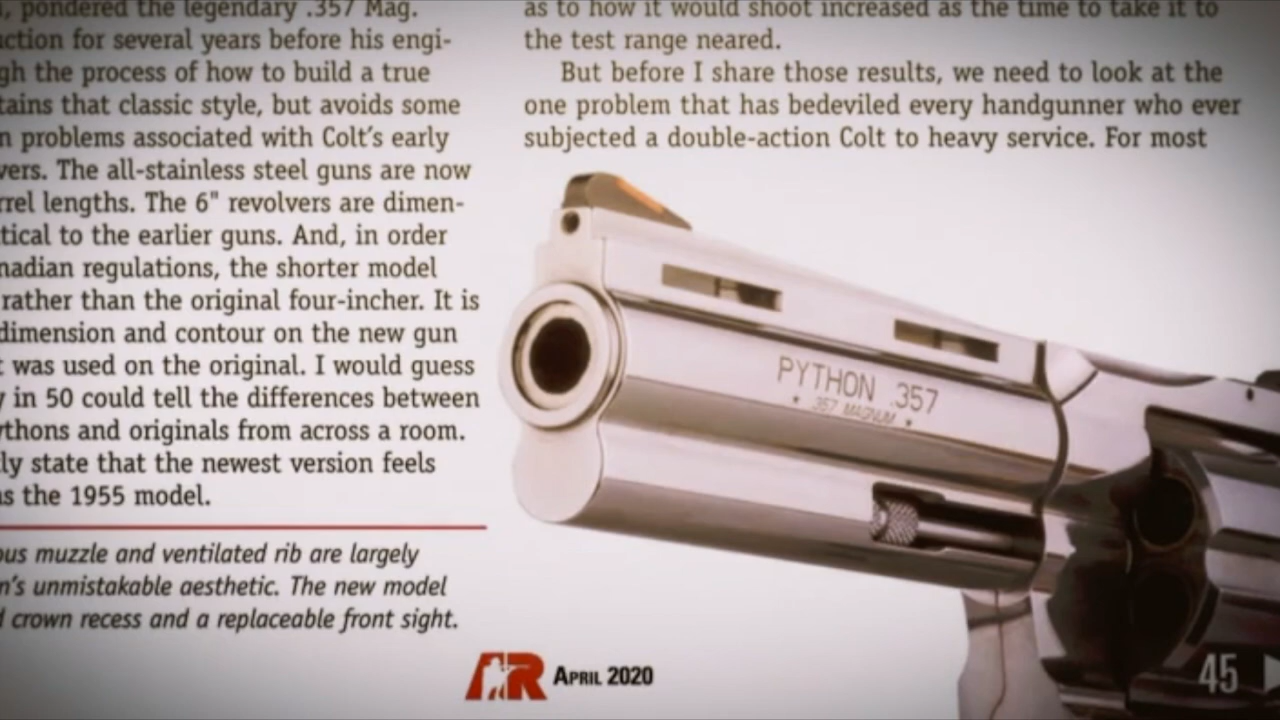 , pondered the legendary .357 Mag.
ction for several years before his engi-
gh the process of how to build a true
tains that classic style, but avoids some
n problems associated with Colt's early
vers. The all-stainless steel guns are now
rrel lengths. The 6" revolvers are dimen-
tical to the earlier guns. And, in order
nadian regulations, the shorter model
rather than the original four-incher. It is
dimension and contour on the new gun
t was used on the original. I would guess
y in 50 could tell the differences between
ythons and originals from across a room.
ly state that the newest version feels
as the 1955 model.
ous muzzle and ventilated rib are largely
n's unmistakable aesthetic. The new model
d crown recess and a replaceable front sight.
as to how it would shoot increased as the time to take it to
the test range neared.
But before I share those results, we need to look at the
one problem that has bedeviled every handgunner who ever
subjected a double-action Colt to heavy service. For most
PYTHON .357
★ .357 MAGNUM ★
AR APRIL 2020
45